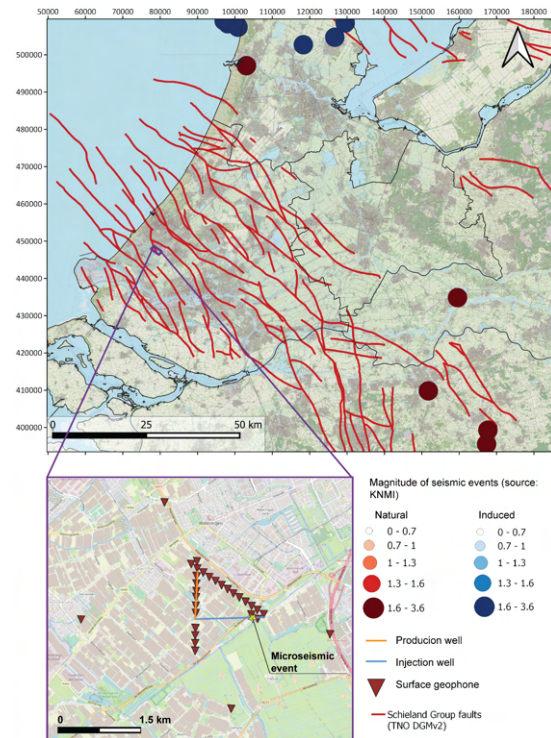 50000 60000 70000 80000 90000 100000 110000 120000 130000 140000 150000 160000 170000 180000
510000
500000
490000
480000
470000
460000
450000
440000
430000
420000
410000
400000
0 25 50 km
Magnitude of seismic events (source:
KNMI)
Natural Induced
0 - 0.7 0 - 0.7
0.7 - 1 0.7 - 1
1 - 1.3 1 - 1.3
1.3 - 1.6 1.3 - 1.6
1.6 - 3.6 1.6 - 3.6
Producion well
Injection well
Surface geophone
Schieland Group faults
(TNO DGMv2)
Microseismic
event
0 1.5 km